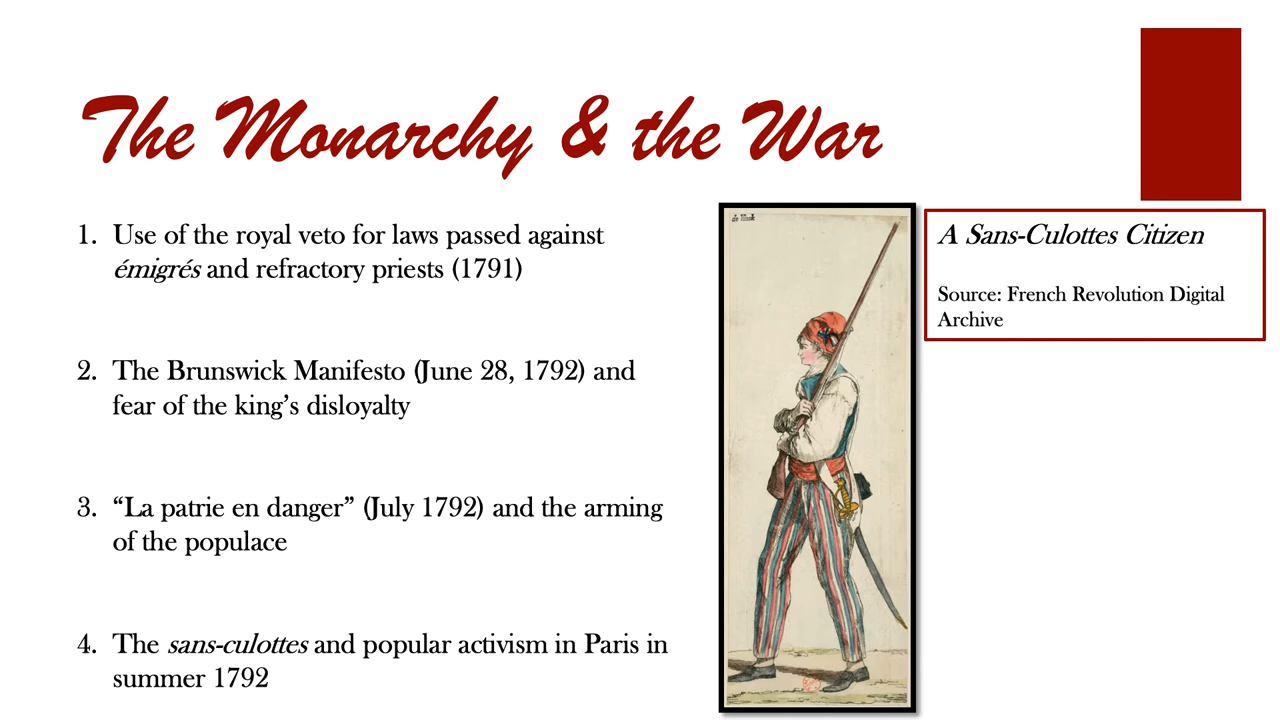 The Monarchy & the War
1. Use of the royal veto for laws passed against
émigrés and refractory priests (1791)
2. The Brunswick Manifesto (June 28, 1792) and
fear of the king’s disloyalty
3. “La patrie en danger” (July 1792) and the arming
of the populace
4. The sans-culottes and popular activism in Paris in
summer 1792
A Sans-Culottes Citizen
Source: French Revolution Digital
Archive